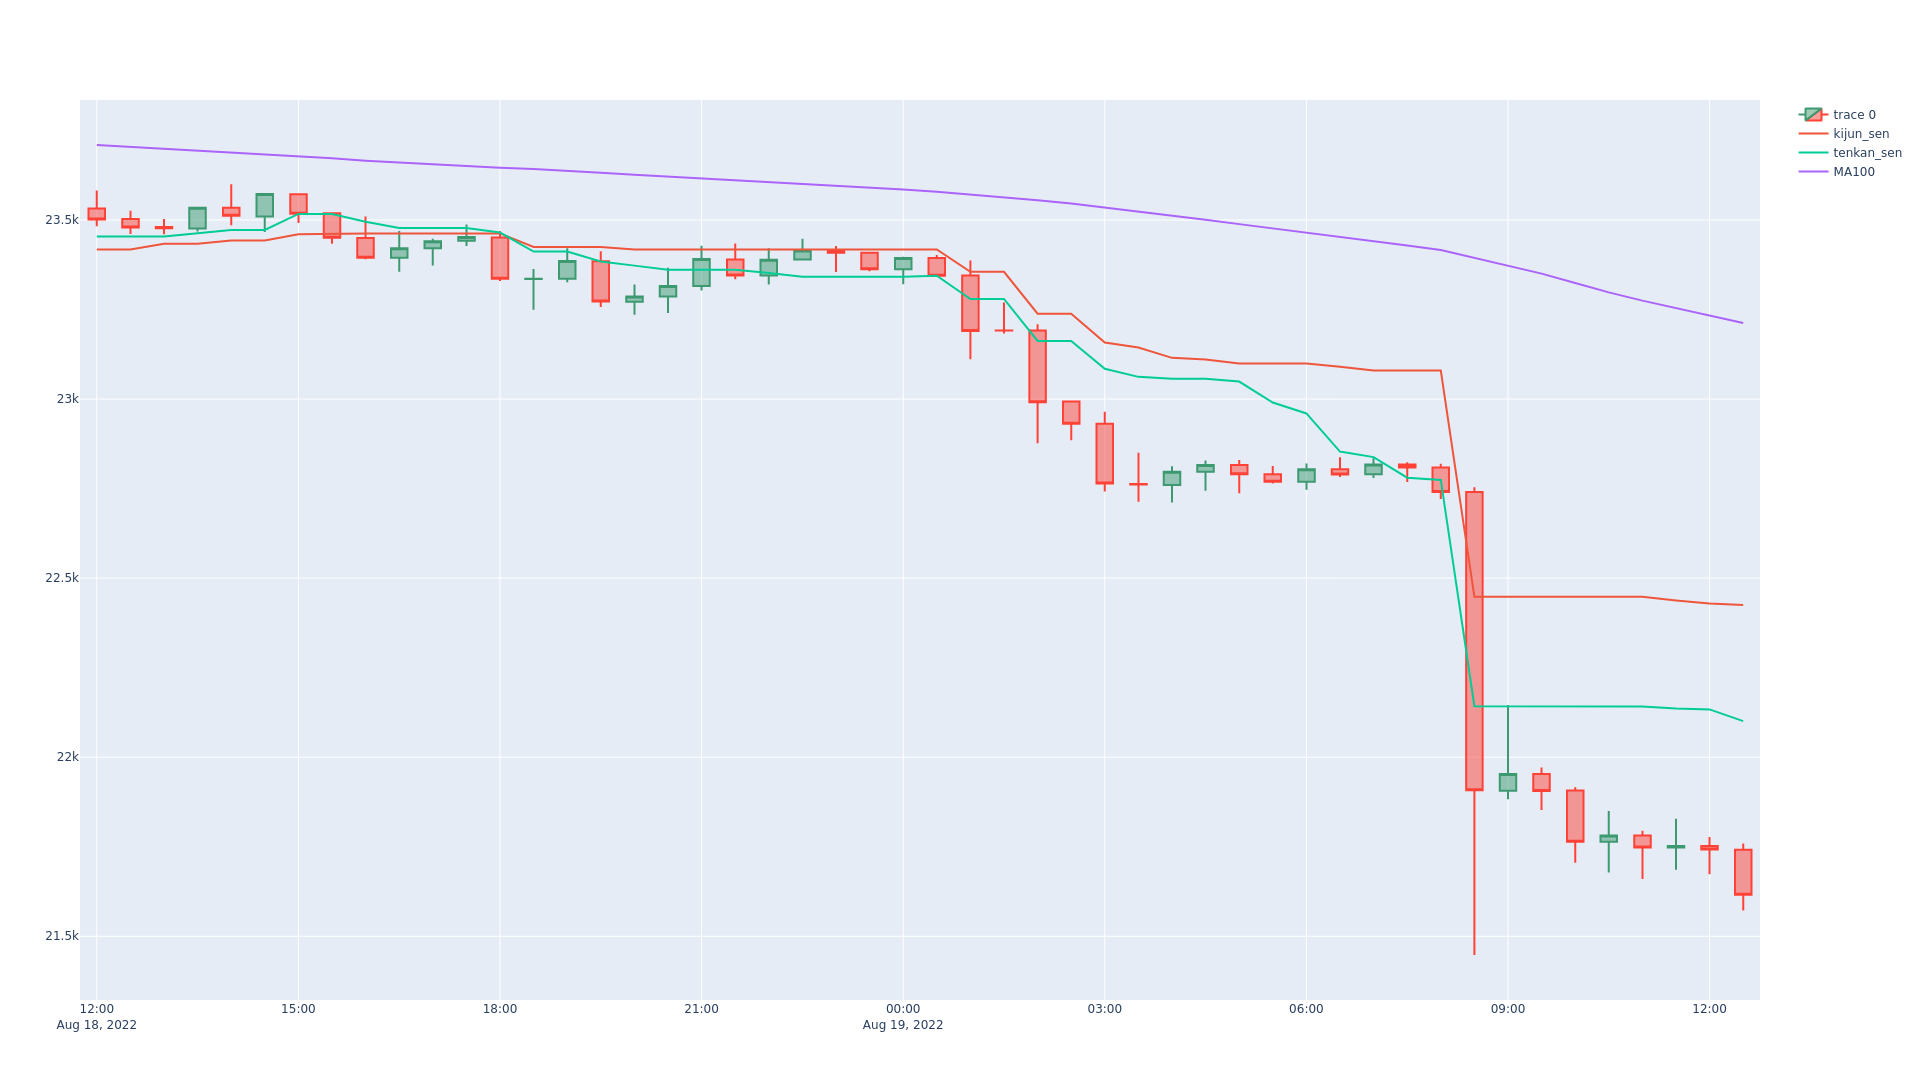 trace 0
kijun_sen
tenkan_sen
MA100
23.5k
23k
22.5k
22k
21.5k
12:00 15:00 18:00 21:00 00:00 03:00 06:00 09:00 12:00
Aug 18, 2022 Aug 19, 2022